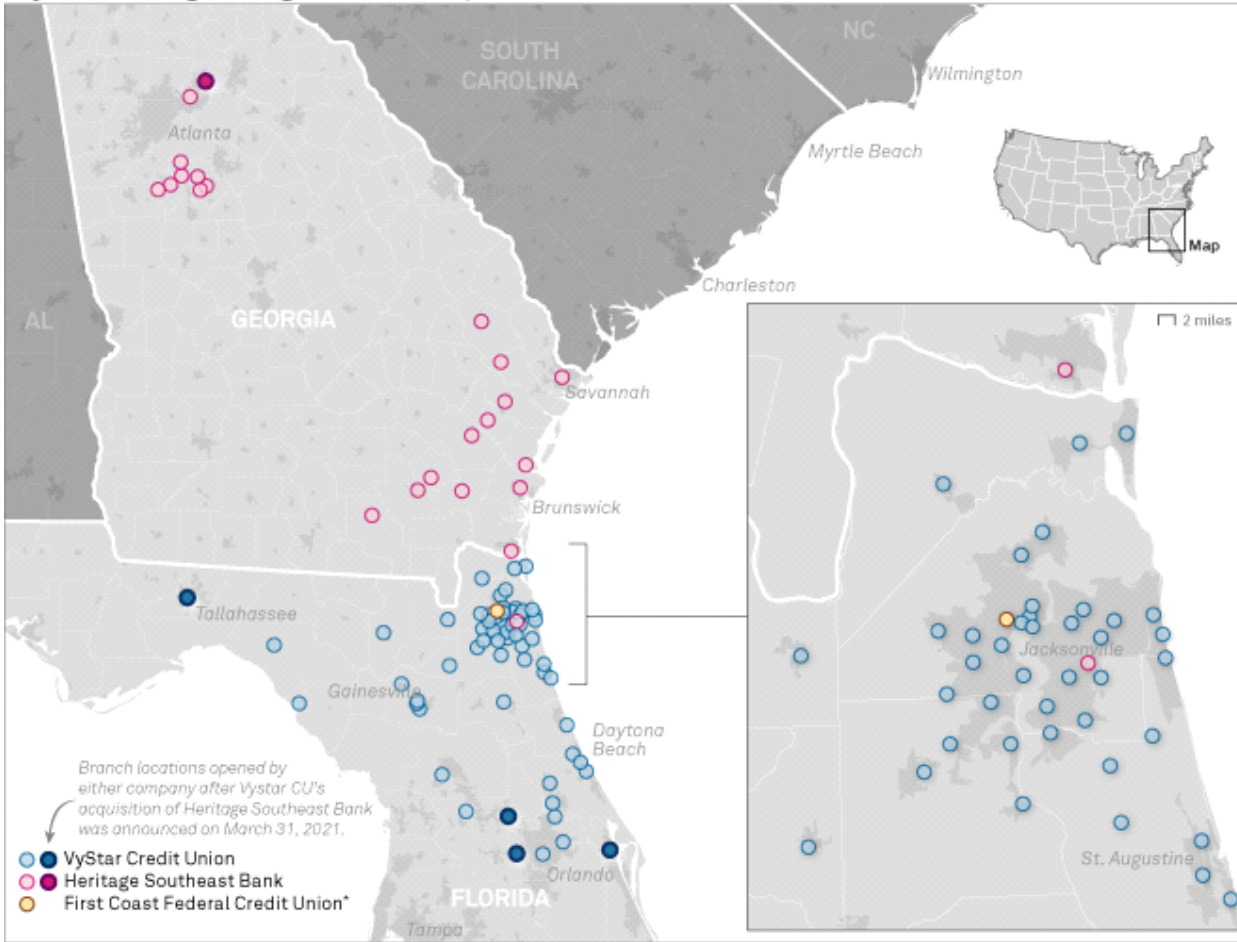 SOUTH
CAROLINA
NC
Wilmington
Columbia
Atlanta
Myrtle Beach
Augusta
Map
Charleston
AL
GEORGIA
2 miles
Savannah
Brunswick
Tallahassee
Jacksonville
Gainesville
Daytona
Beach
Branch locations opened by
either company after Vystar CU's
acquisition of Heritage Southeast Bank
was announced on March 31, 2021.
VyStar Credit Union
Heritage Southeast Bank
First Coast Federal Credit Union*
Orlando
St. Augustine
FLORIDA
Tampa